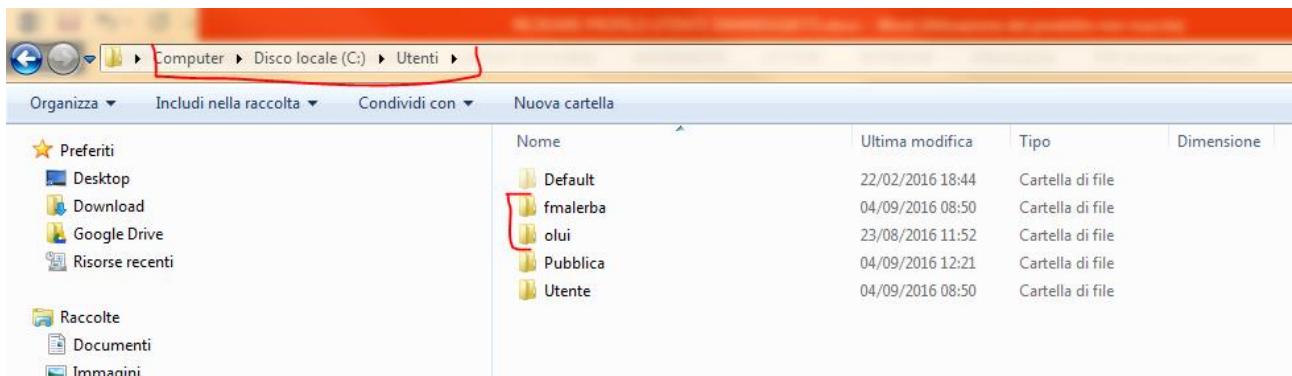 Computer ▸ Disco locale (C:) ▸ Utenti ▸
Organizza Includi nella raccolta Condividi con Nuova cartella
Preferiti
Desktop
Download
Google Drive
Risorse recenti
Raccolte
Documenti
Immagini
Nome Ultima modifica Tipo Dimensione
Default 22/02/2016 18:44 Cartella di file
fmalerba 04/09/2016 08:50 Cartella di file
olui 23/08/2016 11:52 Cartella di file
Pubblica 04/09/2016 12:21 Cartella di file
Utente 04/09/2016 08:50 Cartella di file